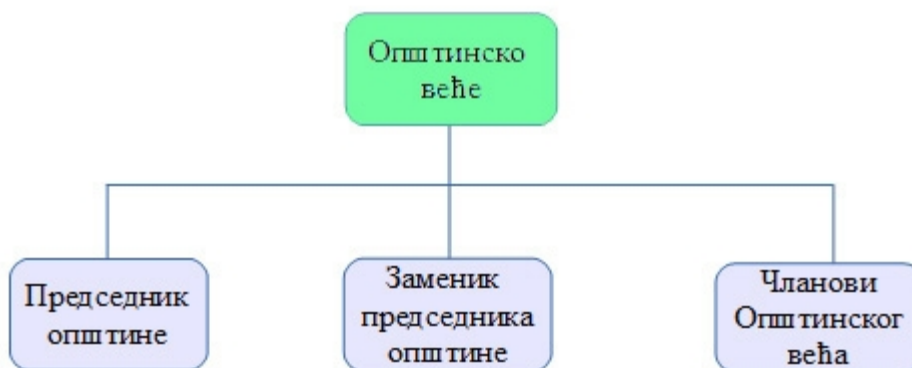 Општинско
веће
Председник
општине
Заменик
председника
општине
Чланови
Општинског
већа